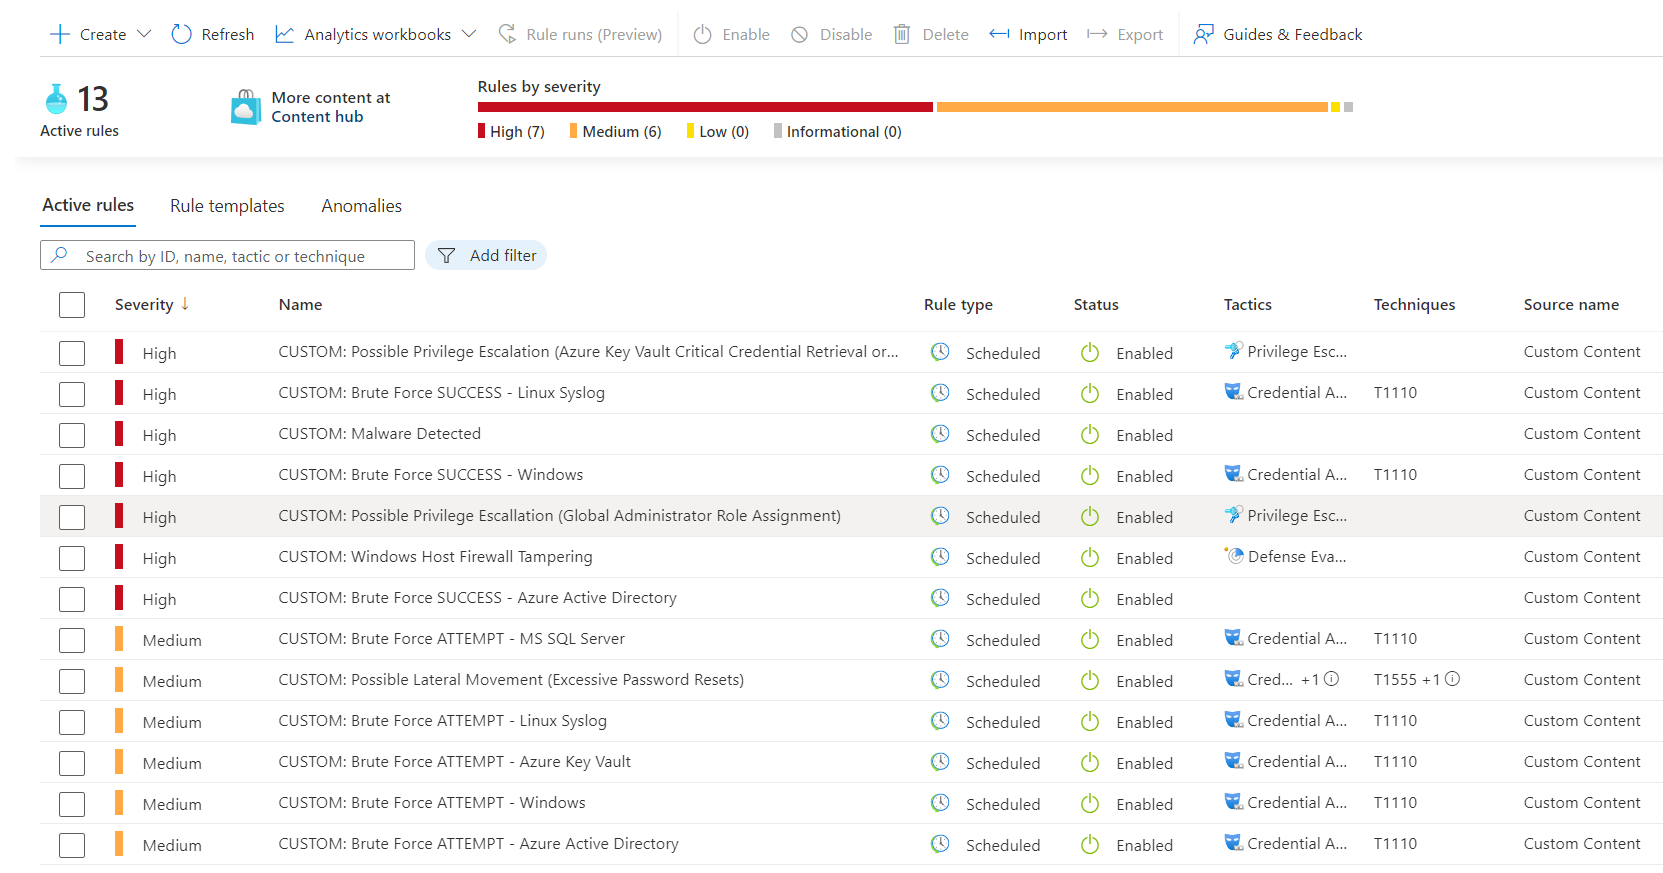 Create Refresh Analytics workbooks Rule runs (Preview) Enable Disable Delete Import Export Guides & Feedback
13
Active rules
More content at
Content hub
Rules by severity
High (7) Medium (6) Low (0) Informational (0)
Active rules Rule templates Anomalies
Search by ID, name, tactic or technique Add filter
Severity ↓ Name Rule type Status Tactics Techniques Source name
High CUSTOM: Possible Privilege Escalation (Azure Key Vault Critical Credential Retrieval or... Scheduled Enabled Privilege Esc... Custom Content
High CUSTOM: Brute Force SUCCESS - Linux Syslog Scheduled Enabled Credential A... T1110 Custom Content
High CUSTOM: Malware Detected Scheduled Enabled Custom Content
High CUSTOM: Brute Force SUCCESS - Windows Scheduled Enabled Credential A... T1110 Custom Content
High CUSTOM: Possible Privilege Escallation (Global Administrator Role Assignment) Scheduled Enabled Privilege Esc... Custom Content
High CUSTOM: Windows Host Firewall Tampering Scheduled Enabled Defense Eva... Custom Content
High CUSTOM: Brute Force SUCCESS - Azure Active Directory Scheduled Enabled Custom Content
Medium CUSTOM: Brute Force ATTEMPT - MS SQL Server Scheduled Enabled Credential A... T1110 Custom Content
Medium CUSTOM: Possible Lateral Movement (Excessive Password Resets) Scheduled Enabled Cred... +1 T1555 +1 Custom Content
Medium CUSTOM: Brute Force ATTEMPT - Linux Syslog Scheduled Enabled Credential A... T1110 Custom Content
Medium CUSTOM: Brute Force ATTEMPT - Azure Key Vault Scheduled Enabled Credential A... T1110 Custom Content
Medium CUSTOM: Brute Force ATTEMPT - Windows Scheduled Enabled Credential A... T1110 Custom Content
Medium CUSTOM: Brute Force ATTEMPT - Azure Active Directory Scheduled Enabled Credential A... T1110 Custom Content